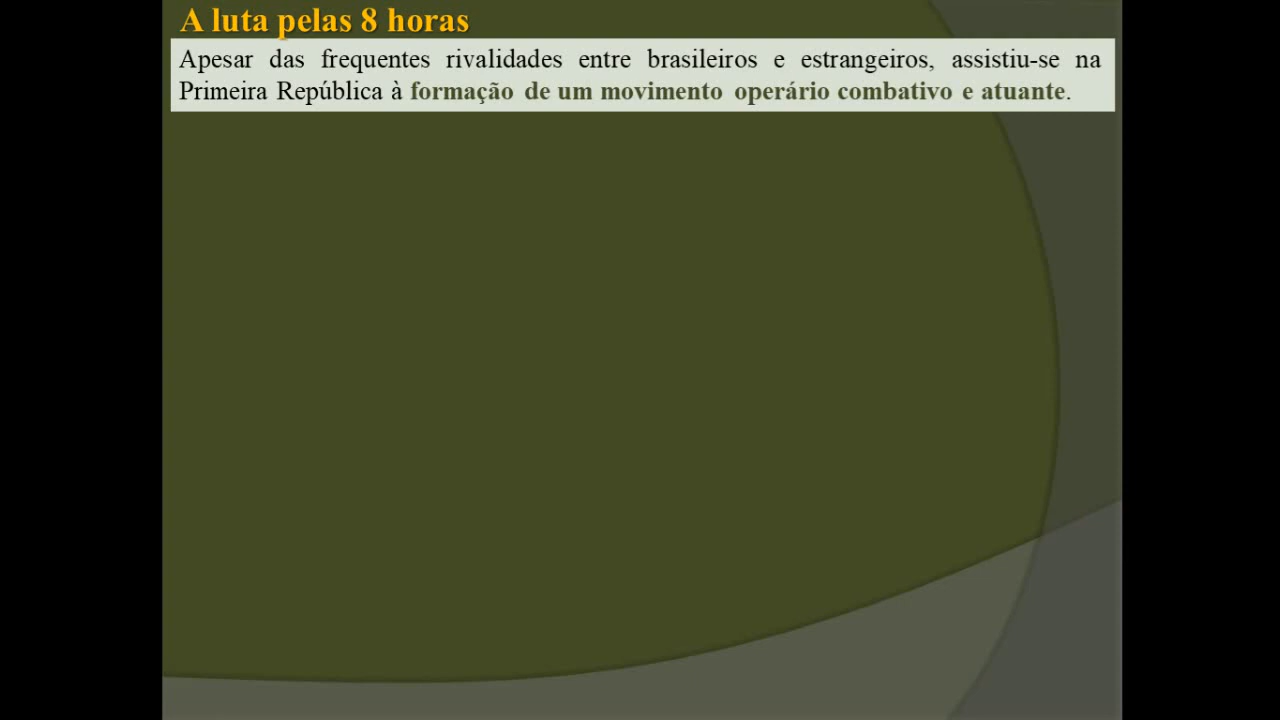 A luta pelas 8 horas
Apesar das frequentes rivalidades entre brasileiros e estrangeiros, assistiu-se na
Primeira República à formação de um movimento operário combativo e atuante.